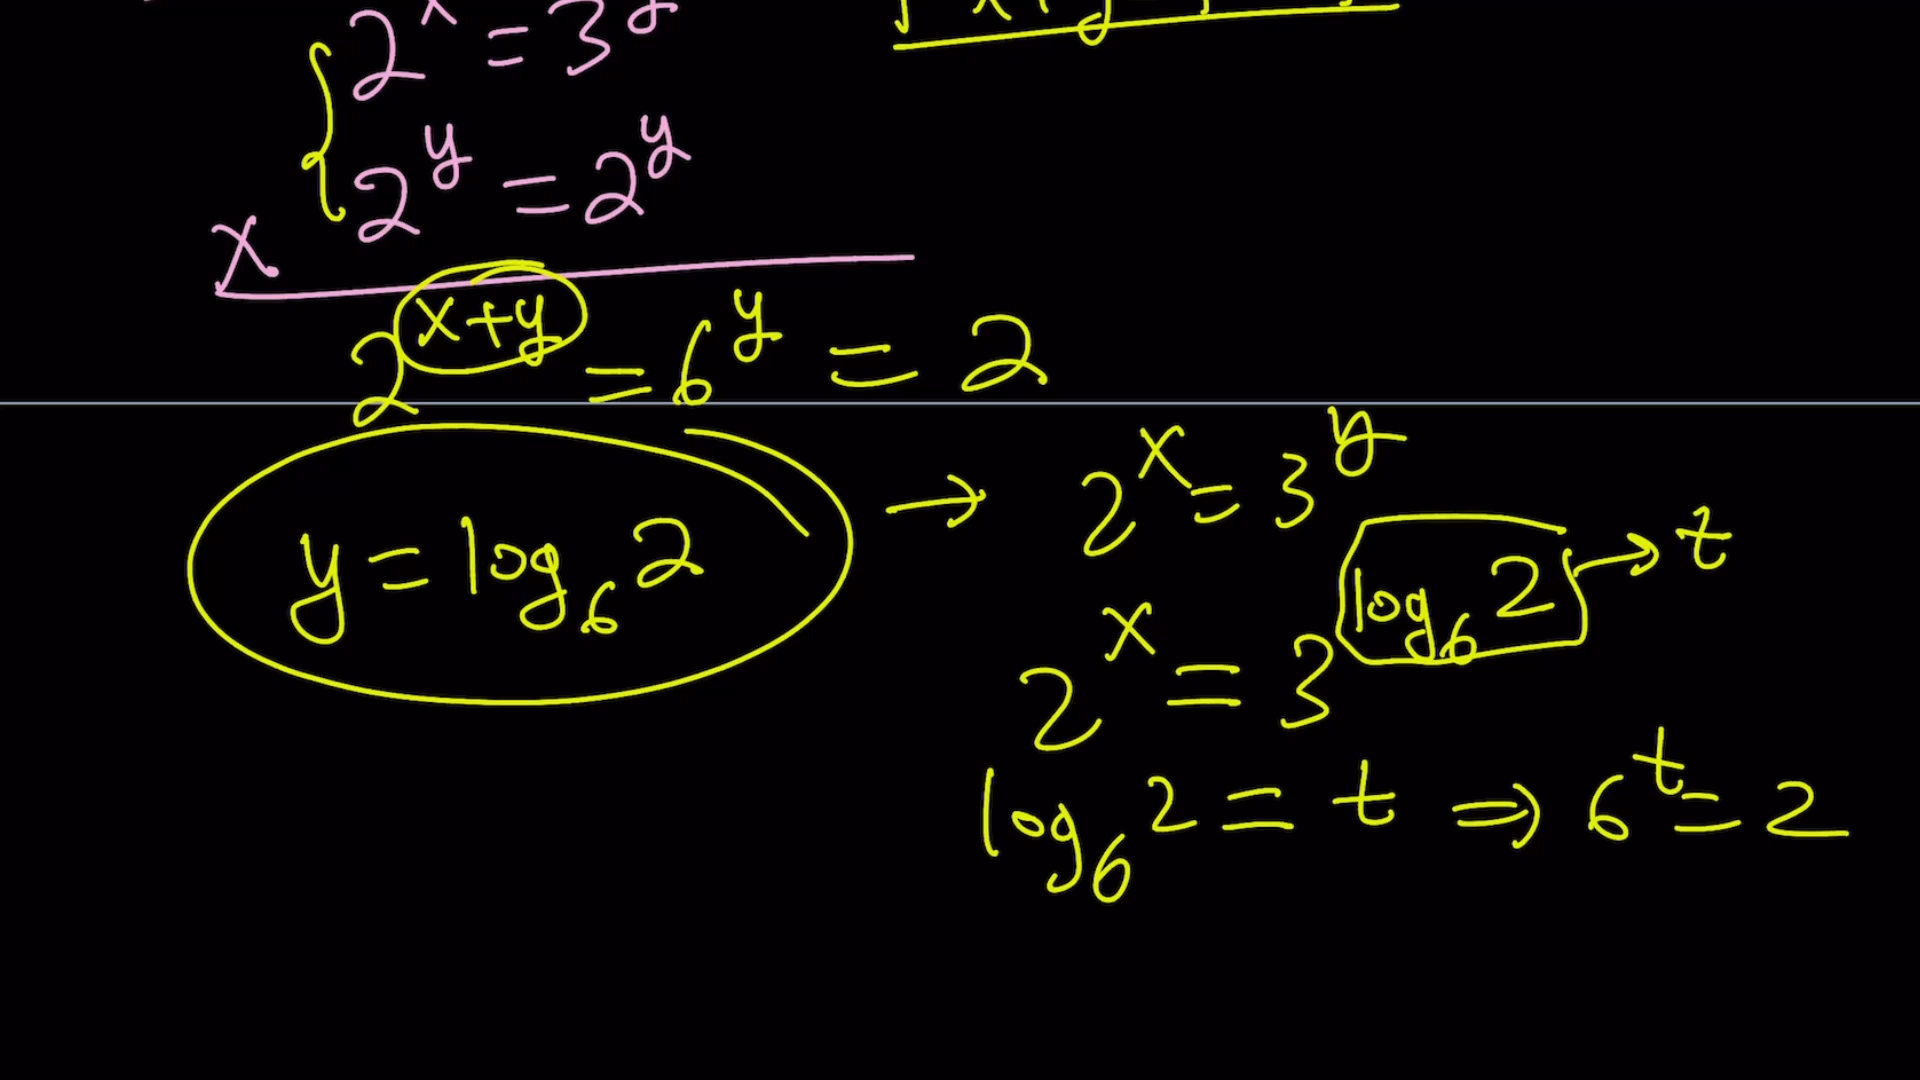 2^x = 3^y
2^y = 2^y
x
2^{x+y} = 6^y = 2
y = log_6 2 → 2^x = 3^y
2^x = 3^{log_6 2} → t
log_6 2 = t ⇒ 6^t = 2